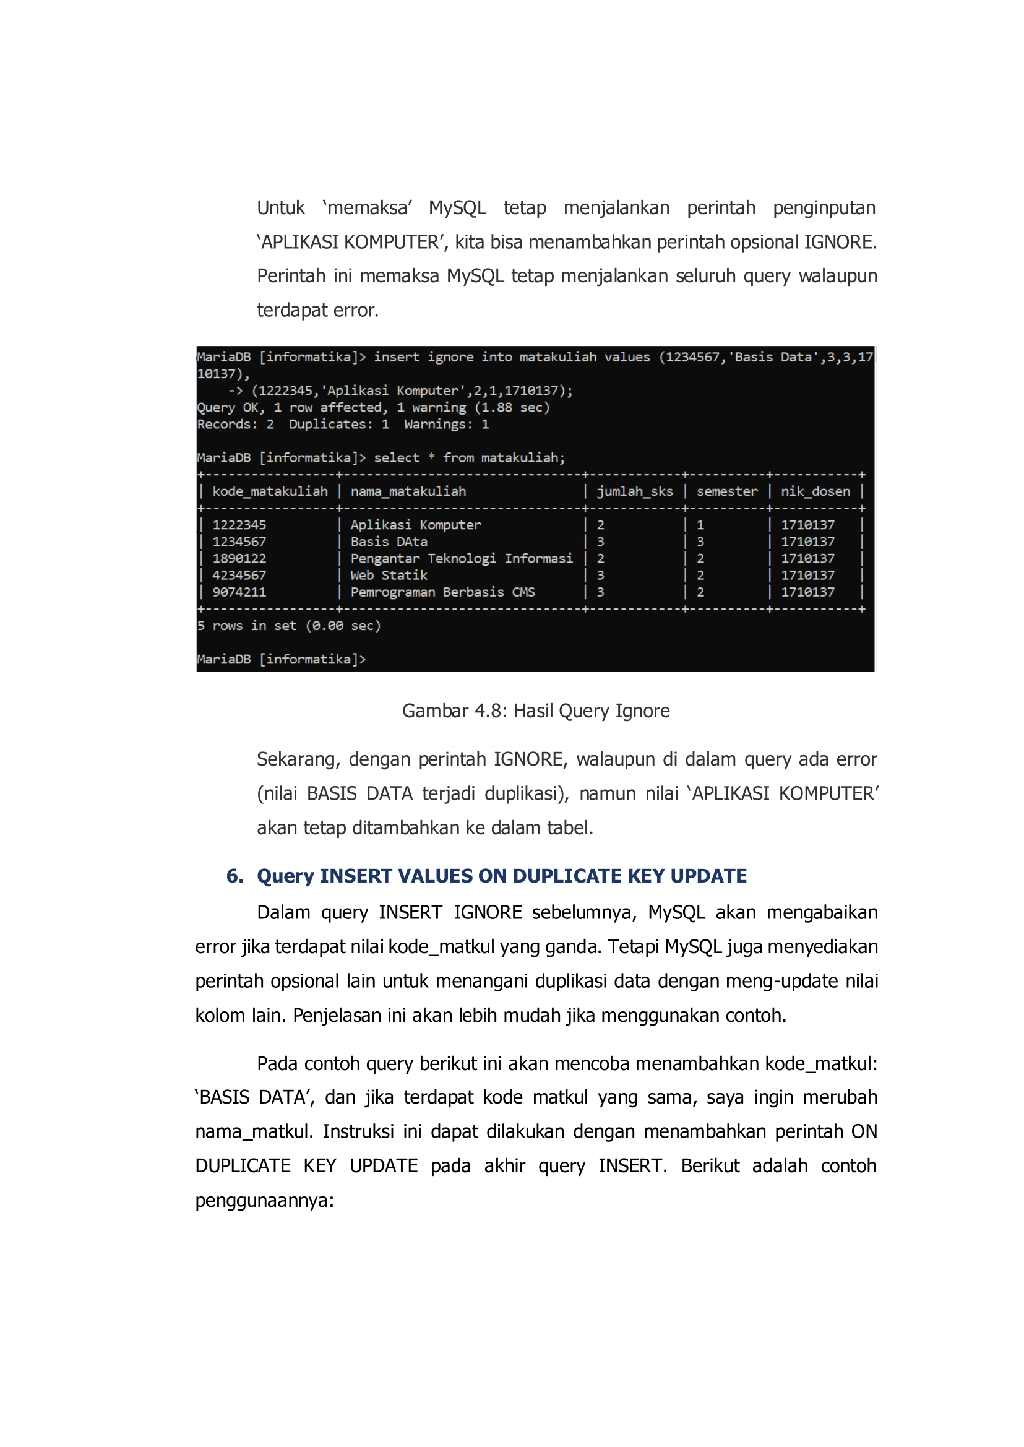 Untuk ‘memaksa’ MySQL tetap menjalankan perintah penginputan
‘APLIKASI KOMPUTER’, kita bisa menambahkan perintah opsional IGNORE.
Perintah ini memaksa MySQL tetap menjalankan seluruh query walaupun
terdapat error.
MariaDB [informatika]> insert ignore into matakuliah values (1234567,'Basis Data',3,3,17
10137),
    -> (1222345,'Aplikasi Komputer',2,1,1710137);
Query OK, 1 row affected, 1 warning (1.88 sec)
Records: 2  Duplicates: 1  Warnings: 1
MariaDB [informatika]> select * from matakuliah;
+-----------------+-------------------------------+------------+----------+-----------+
| kode_matakuliah | nama_matakuliah               | jumlah_sks | semester | nik_dosen |
+-----------------+-------------------------------+------------+----------+-----------+
| 1222345         | Aplikasi Komputer             | 2          | 1        | 1710137   |
| 1234567         | Basis DAta                    | 3          | 3        | 1710137   |
| 1890122         | Pengantar Teknologi Informasi | 2          | 2        | 1710137   |
| 4234567         | Web Statik                    | 3          | 2        | 1710137   |
| 9074211         | Pemrograman Berbasis CMS      | 3          | 2        | 1710137   |
+-----------------+-------------------------------+------------+----------+-----------+
5 rows in set (0.00 sec)
MariaDB [informatika]>
Gambar 4.8: Hasil Query Ignore
Sekarang, dengan perintah IGNORE, walaupun di dalam query ada error
(nilai BASIS DATA terjadi duplikasi), namun nilai ‘APLIKASI KOMPUTER’
akan tetap ditambahkan ke dalam tabel.
6. Query INSERT VALUES ON DUPLICATE KEY UPDATE
Dalam query INSERT IGNORE sebelumnya, MySQL akan mengabaikan
error jika terdapat nilai kode_matkul yang ganda. Tetapi MySQL juga menyediakan
perintah opsional lain untuk menangani duplikasi data dengan meng-update nilai
kolom lain. Penjelasan ini akan lebih mudah jika menggunakan contoh.
Pada contoh query berikut ini akan mencoba menambahkan kode_matkul:
‘BASIS DATA’, dan jika terdapat kode matkul yang sama, saya ingin merubah
nama_matkul. Instruksi ini dapat dilakukan dengan menambahkan perintah ON
DUPLICATE KEY UPDATE pada akhir query INSERT. Berikut adalah contoh
penggunaannya: